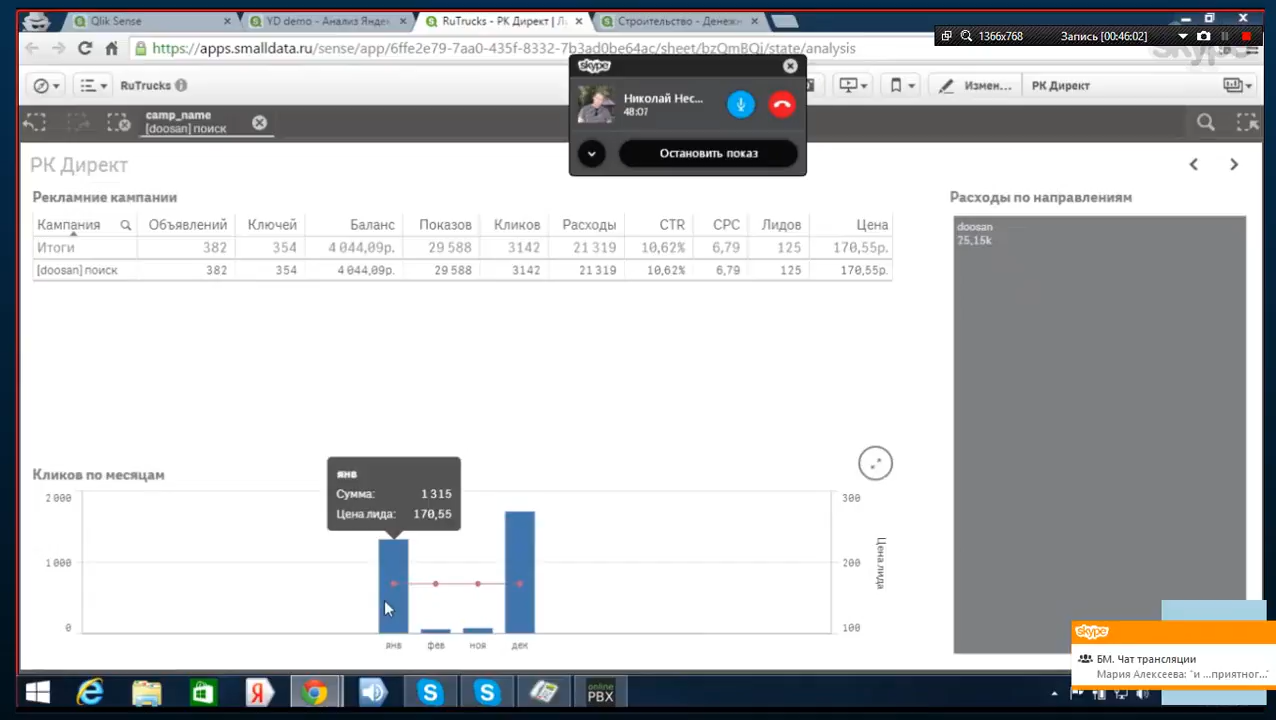 Qlik Sense
YD demo - Анализ Яндек
RuTrucks - РК Директ | Л
Строительство - Денежн
https://apps.smalldata.ru/sense/app/6ffe2e79-7aa0-435f-8332-7b3ad0be64ac/sheet/bzQmBQj/state/analysis
1366x768
Запись [00:46:02]
skype
skype
Николай Нес...
48:07
Остановить показ
RuTrucks
Измен...
РК Директ
camp_name
[doosan] поиск
РК Директ
Рекламние кампании
Кампания Объявлений Ключей Баланс Показов Кликов Расходы CTR CPC Лидов Цена
Итоги 382 354 4 044,09р. 29 588 3142 21 319 10,62% 6,79 125 170,55р.
[doosan] поиск 382 354 4 044,09р. 29 588 3142 21 319 10,62% 6,79 125 170,55р.
Расходы по направлениям
doosan
25,15k
Кликов по месяцам
янв
Сумма: 1 315
Цена лида: 170,55
2 000
1 000
0
300
200
100
Цена лида
янв фев ноя дек
skype
БМ. Чат трансляции
Мария Алексеева: "и ...приятног...
online
PBX